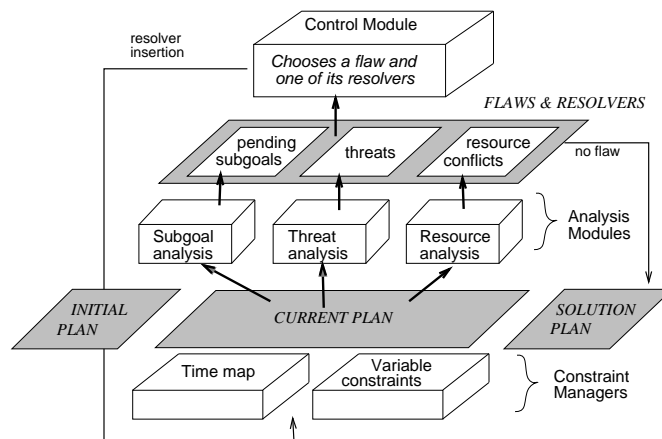 Control Module
resolver
insertion
Chooses a flaw and
one of its resolvers
FLAWS & RESOLVERS
pending
subgoals
threats
resource
conflicts
no flaw
Subgoal
analysis
Threat
analysis
Resource
analysis
Analysis
Modules
INITIAL
PLAN
CURRENT PLAN
SOLUTION
PLAN
Time map
Variable
constraints
Constraint
Managers